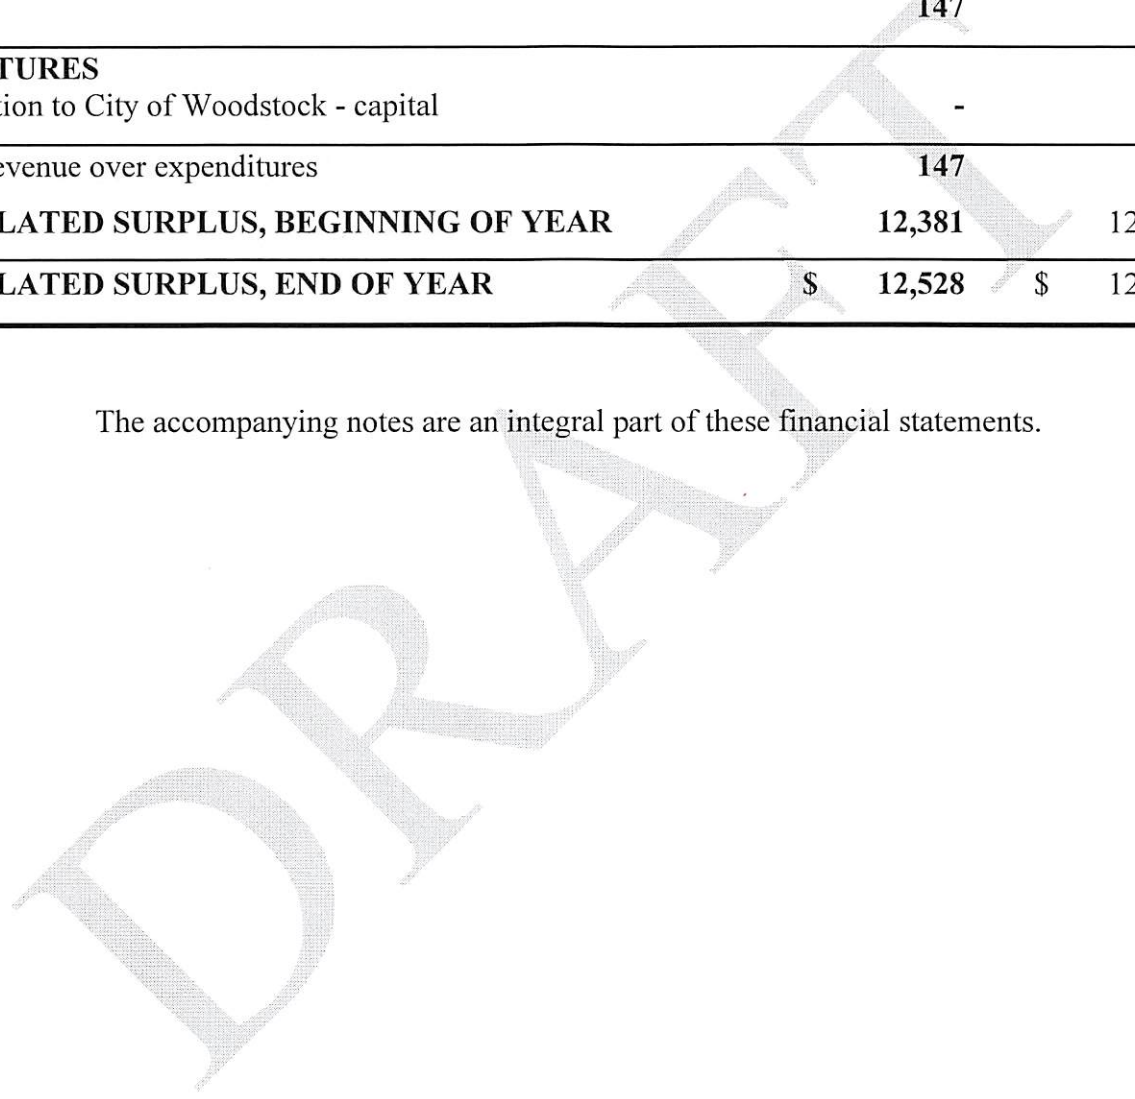 147
TURES
tion to City of Woodstock - capital -
evenue over expenditures 147
LATED SURPLUS, BEGINNING OF YEAR 12,381 12
LATED SURPLUS, END OF YEAR $ 12,528 $ 12
The accompanying notes are an integral part of these financial statements.
DRAFT